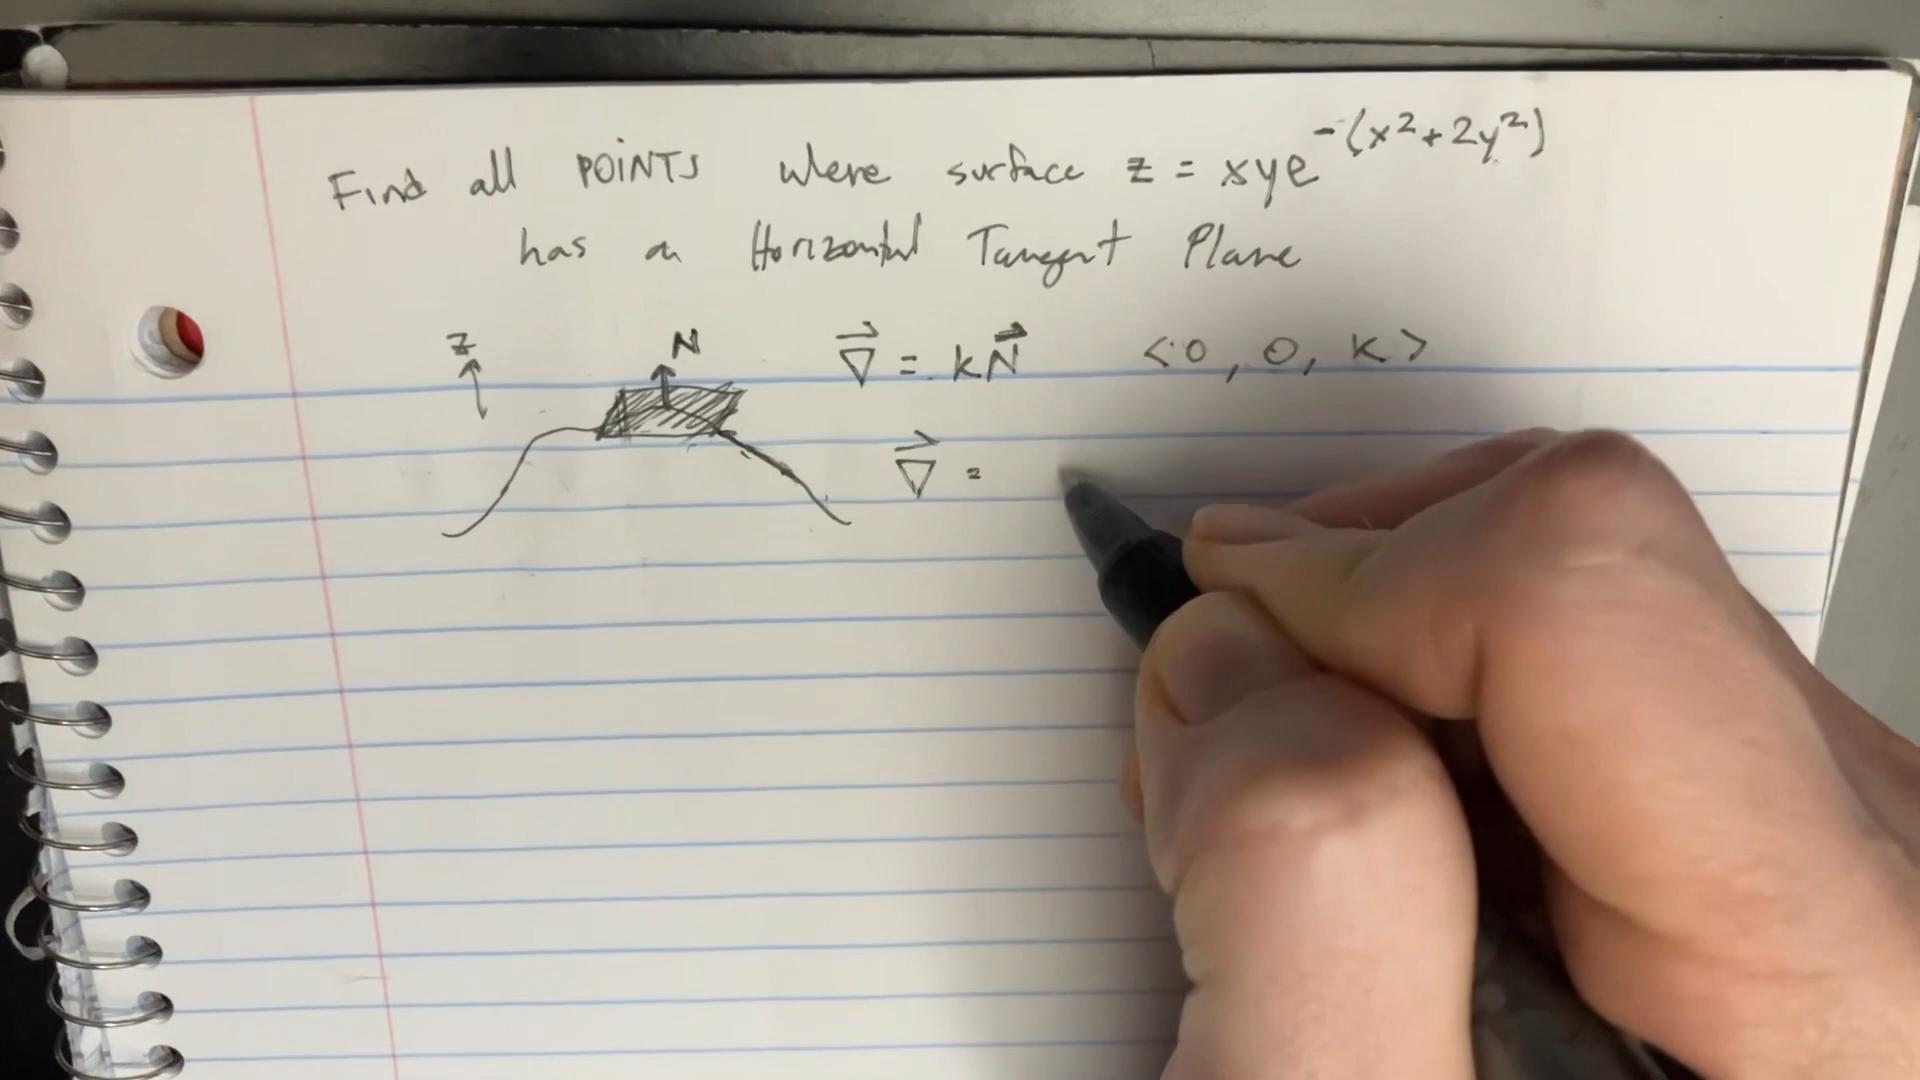 Find all POINTS where surface z = xye^-(x²+2y²)
has a Horizontal Tangent Plane
z N ∇⃗ = kN⃗ <0, 0, k>
∇⃗ =